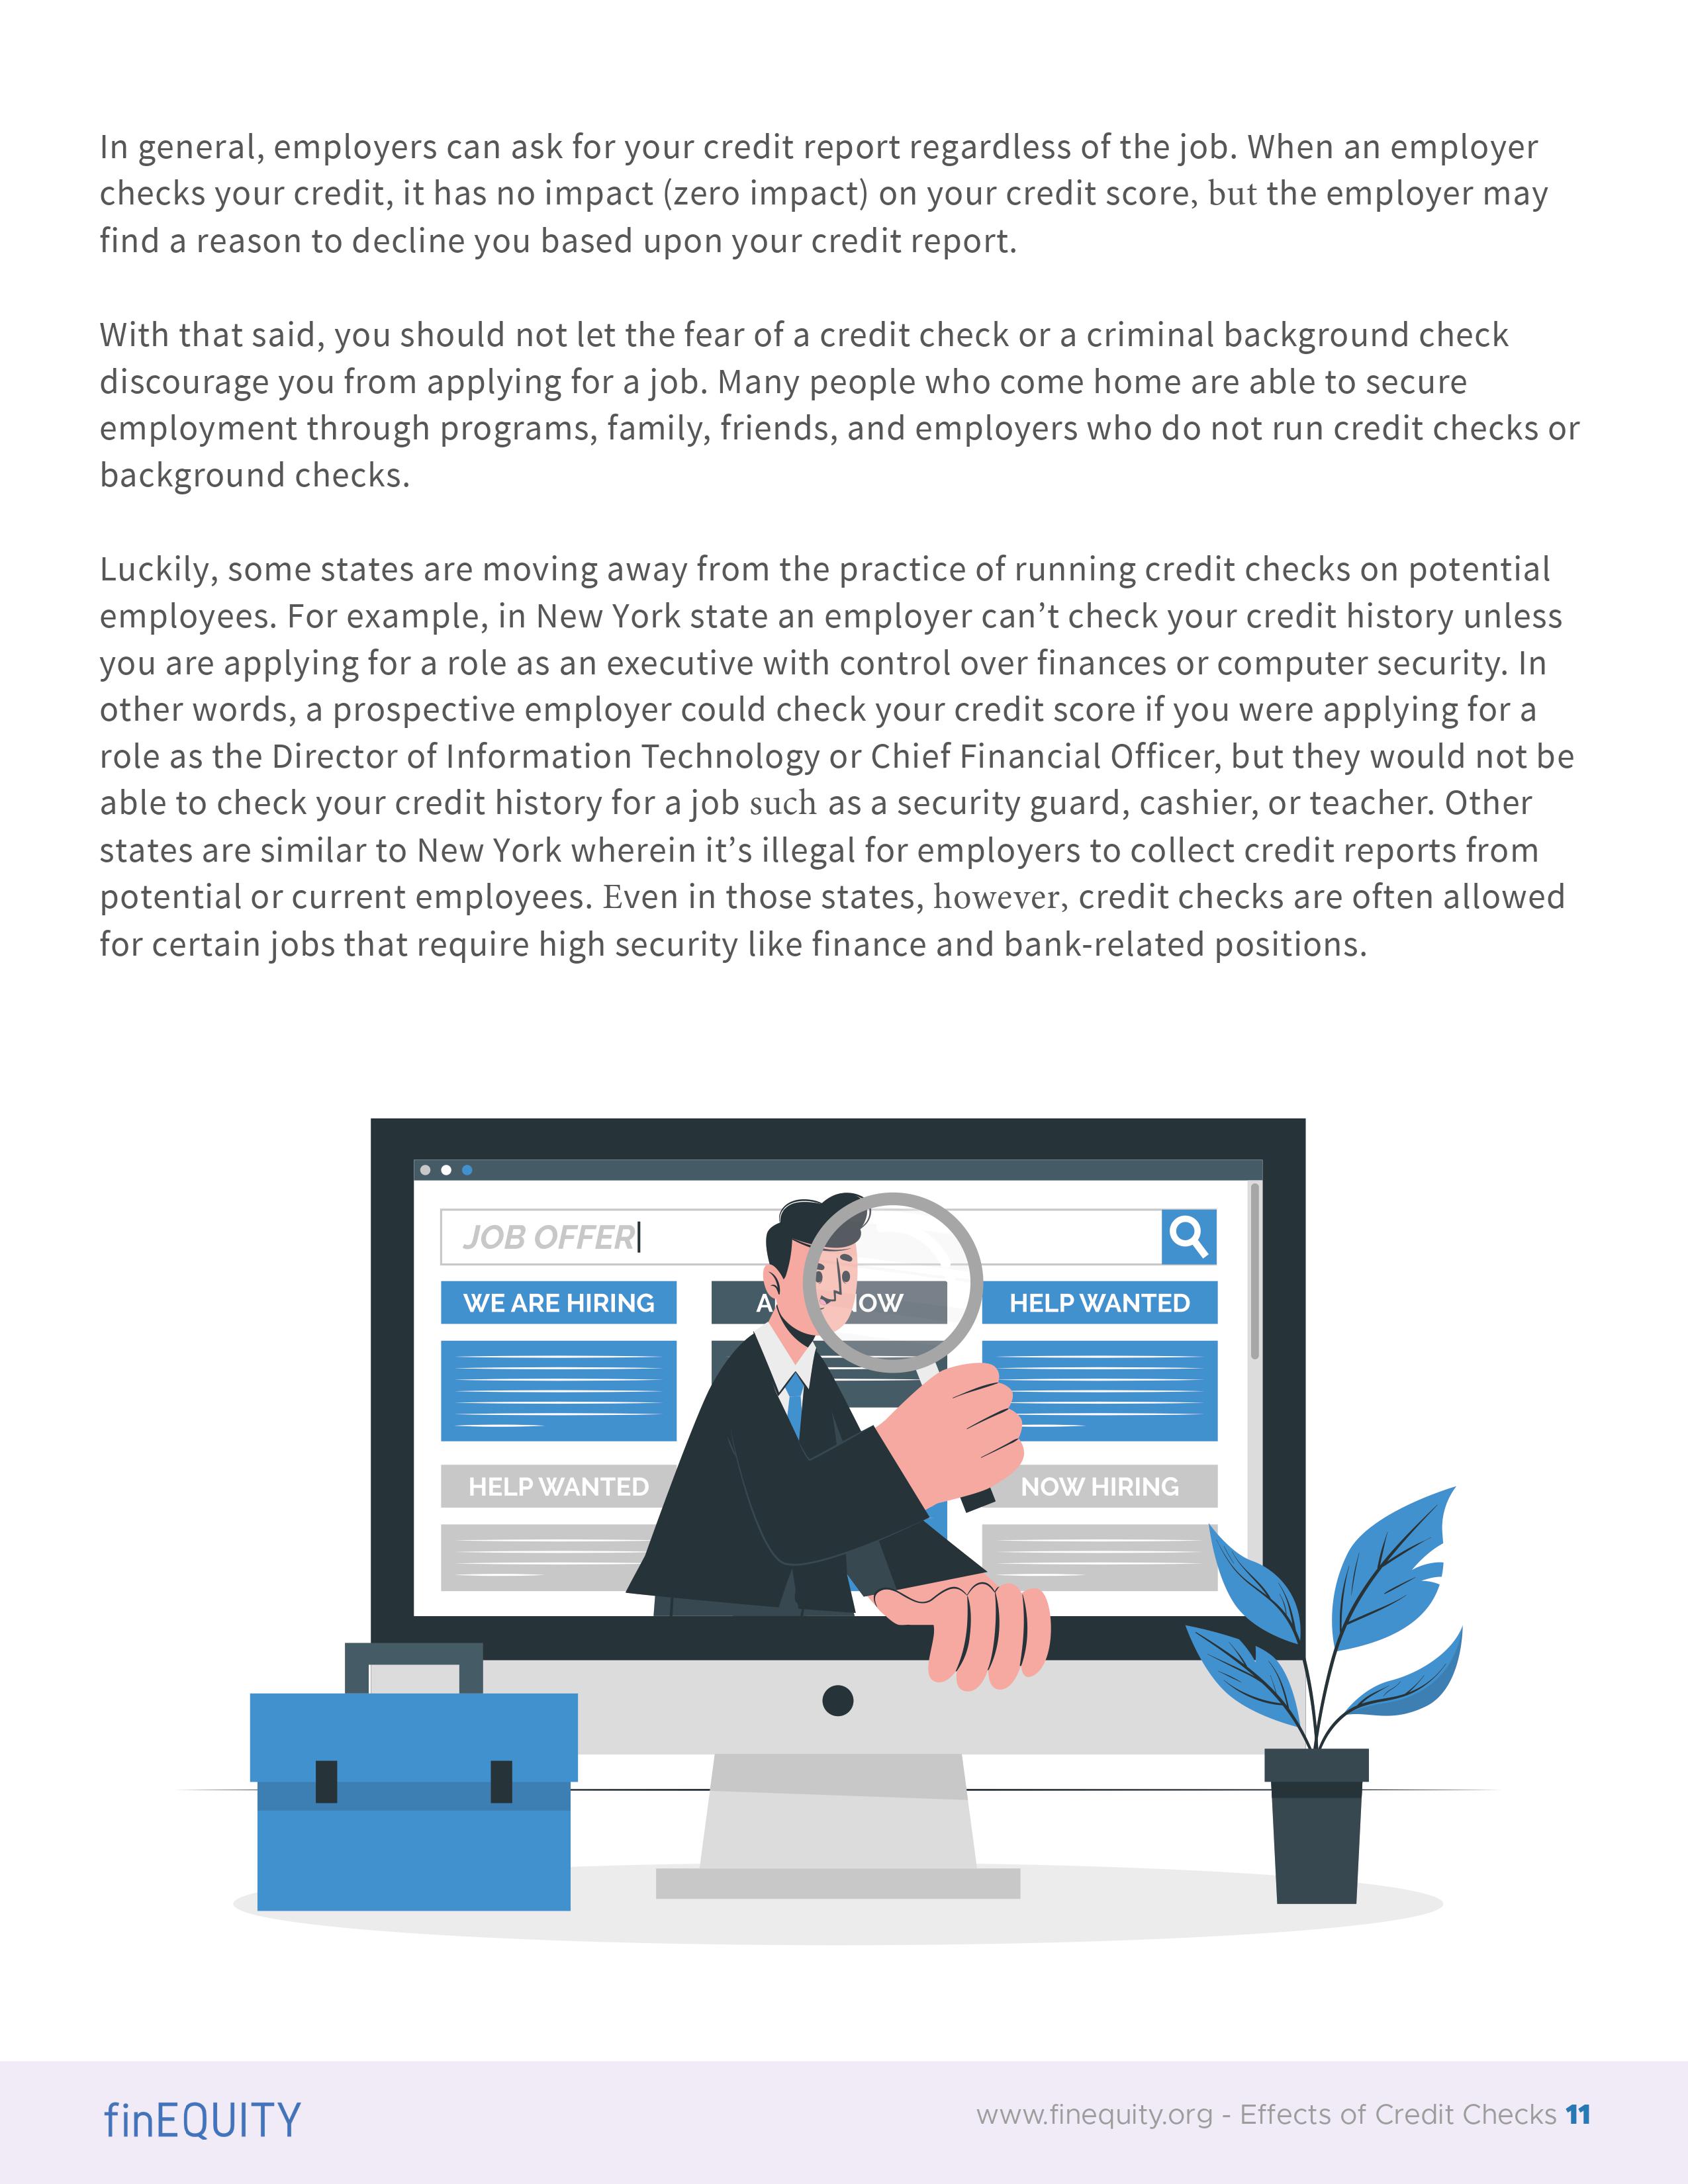 In general, employers can ask for your credit report regardless of the job. When an employer
checks your credit, it has no impact (zero impact) on your credit score, but the employer may
find a reason to decline you based upon your credit report.
With that said, you should not let the fear of a credit check or a criminal background check
discourage you from applying for a job. Many people who come home are able to secure
employment through programs, family, friends, and employers who do not run credit checks or
background checks.
Luckily, some states are moving away from the practice of running credit checks on potential
employees. For example, in New York state an employer can’t check your credit history unless
you are applying for a role as an executive with control over finances or computer security. In
other words, a prospective employer could check your credit score if you were applying for a
role as the Director of Information Technology or Chief Financial Officer, but they would not be
able to check your credit history for a job such as a security guard, cashier, or teacher. Other
states are similar to New York wherein it’s illegal for employers to collect credit reports from
potential or current employees. Even in those states, however, credit checks are often allowed
for certain jobs that require high security like finance and bank-related positions.
JOB OFFER
WE ARE HIRING
HELP WANTED
HELP WANTED
NOW HIRING
finEQUITY
www.finequity.org - Effects of Credit Checks 11